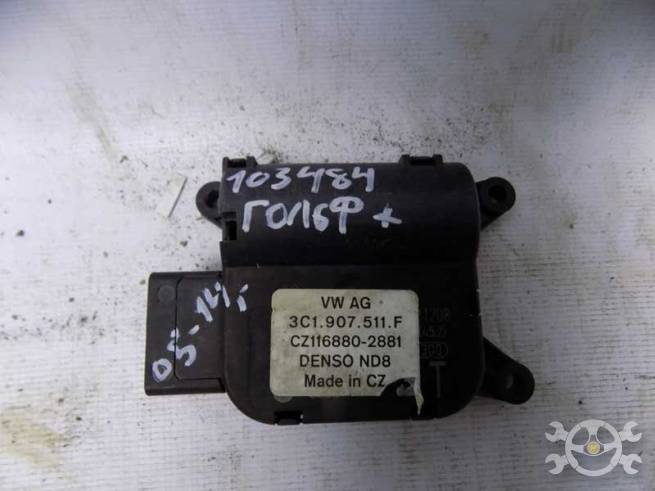 103484
ГОЛЬФ +
05-14г
VW AG
3C1.907.511.F
CZ116880-2881
DENSO ND8
Made in CZ